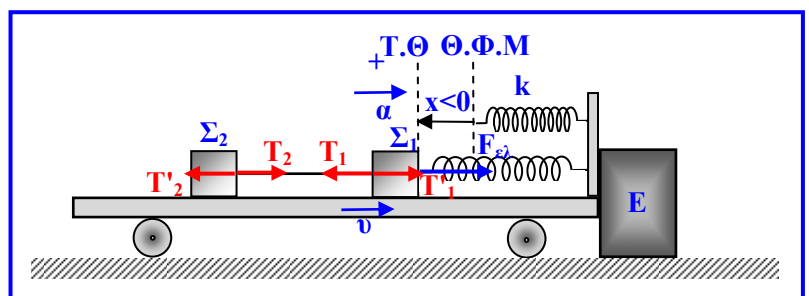 Τ.Θ Θ.Φ.Μ
+
α x<0 k
Σ₂ Σ₁
T'₂ T₂ T₁ T'₁ Fελ
υ
E